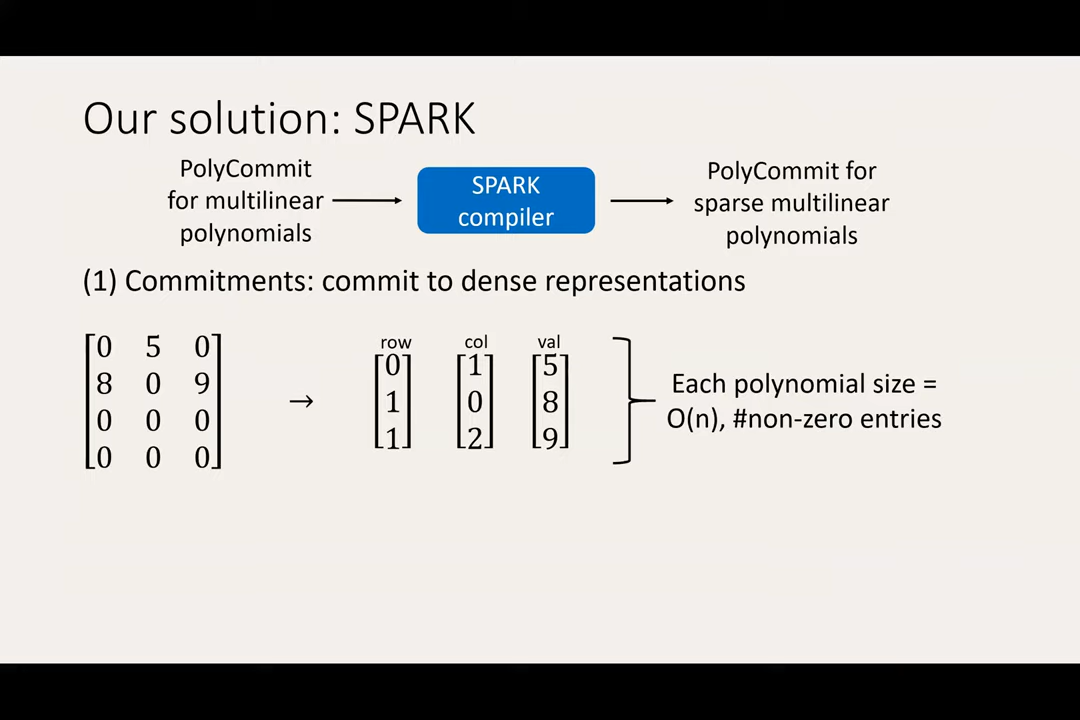 Our solution: SPARK
PolyCommit
for multilinear
polynomials
SPARK
compiler
PolyCommit for
sparse multilinear
polynomials
(1) Commitments: commit to dense representations
[0 5 0]
[8 0 9]
[0 0 0]
[0 0 0]
→
row col val
[0] [1] [5]
[1] [0] [8]
[1] [2] [9]
Each polynomial size =
O(n), #non-zero entries